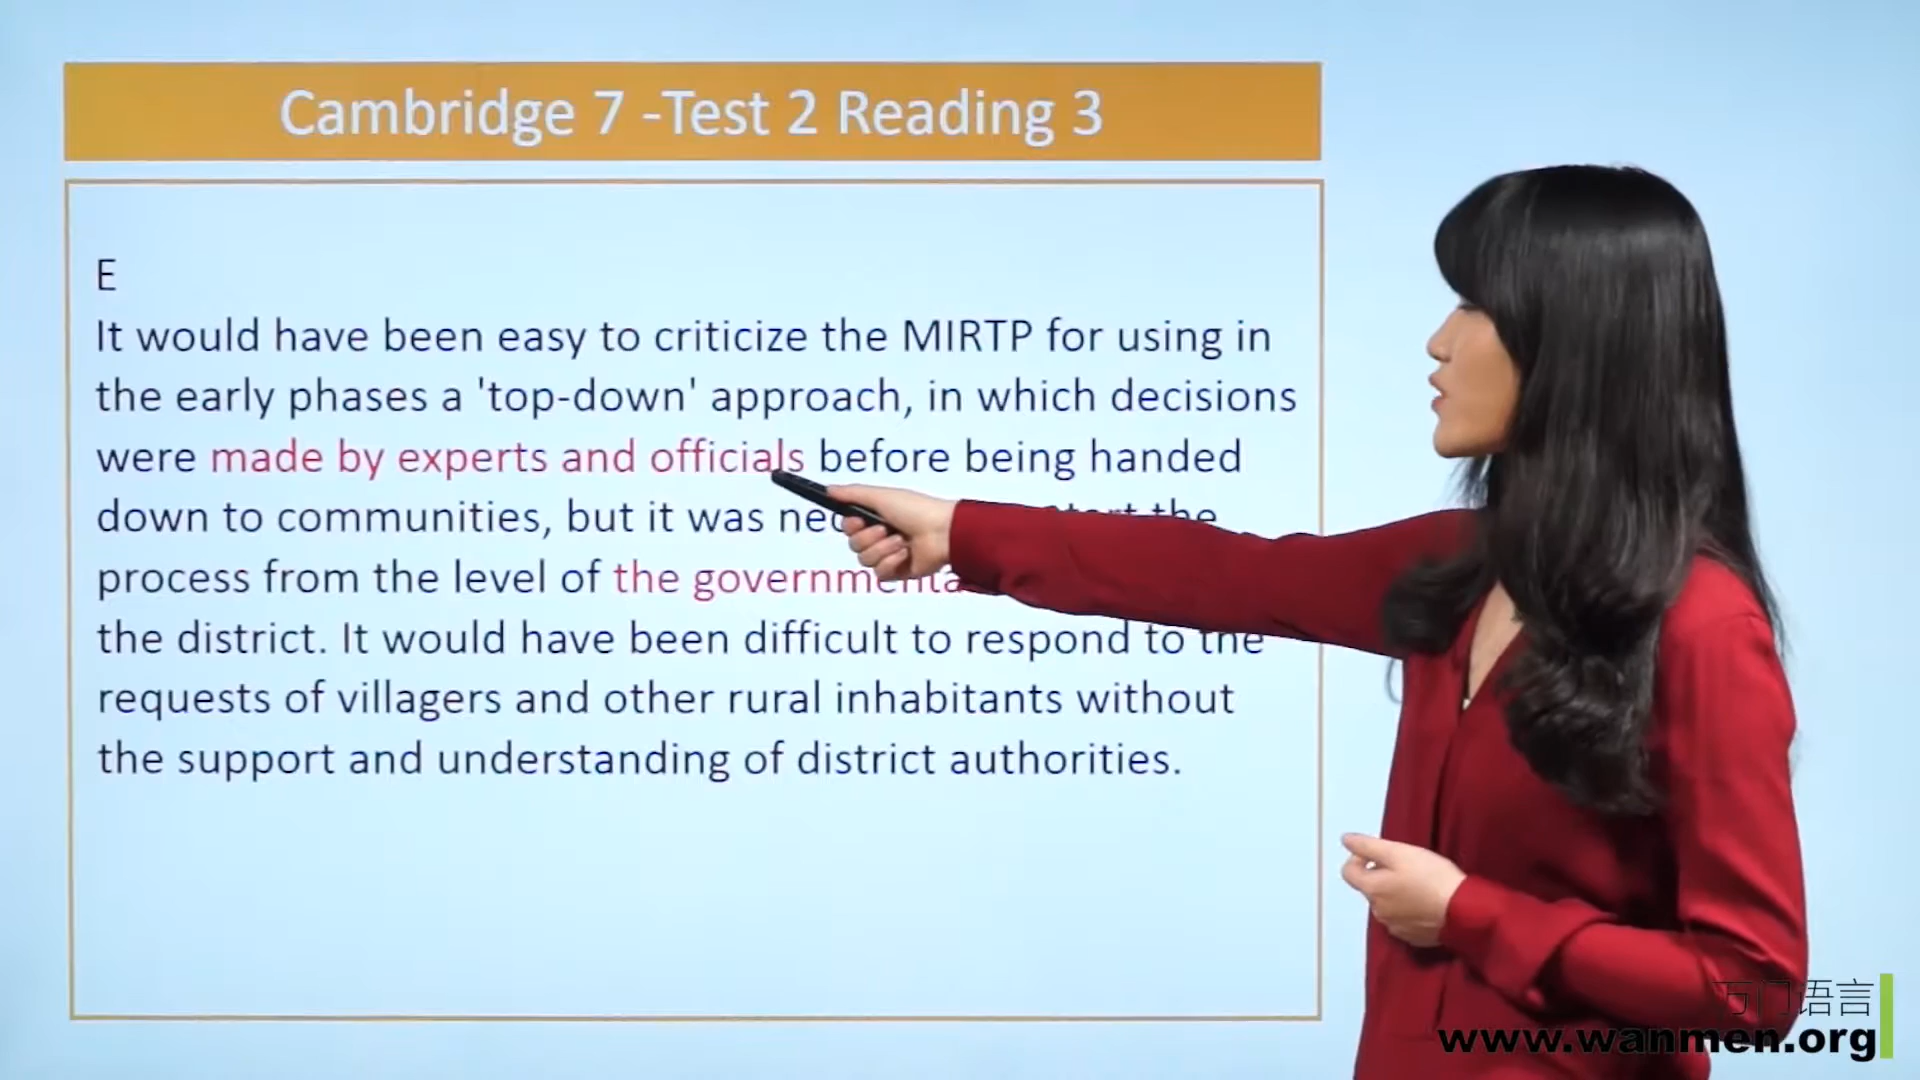 Cambridge 7 -Test 2 Reading 3
E
It would have been easy to criticize the MIRTP for using in
the early phases a 'top-down' approach, in which decisions
were made by experts and officials before being handed
down to communities, but it was the
process from the level of the
the district. It would have been difficult to respond to the
requests of villagers and other rural inhabitants without
the support and understanding of district authorities.
万门语言
www.wanmen.org